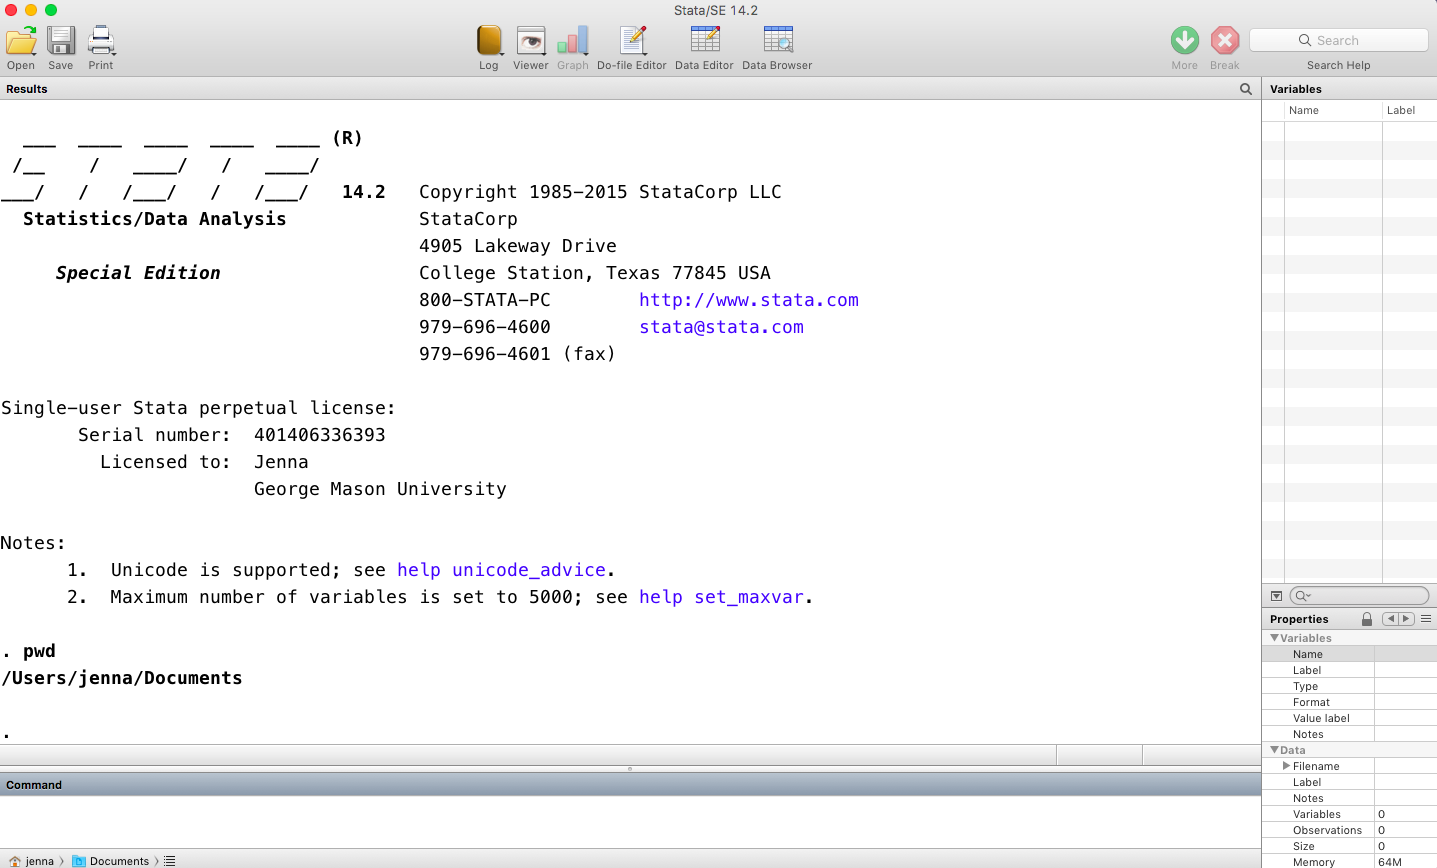 Stata/SE 14.2
Open Save Print Log Viewer Graph Do-file Editor Data Editor Data Browser More Break Search
Search Help
Results
___  ____  ____  ____  ____ (R)
/__    /   ____/   /   ____/
___/   /   /___/   /   /___/   14.2   Copyright 1985-2015 StataCorp LLC
Statistics/Data Analysis StataCorp
4905 Lakeway Drive
Special Edition College Station, Texas 77845 USA
800-STATA-PC http://www.stata.com
979-696-4600 stata@stata.com
979-696-4601 (fax)
Single-user Stata perpetual license:
Serial number: 401406336393
Licensed to: Jenna
George Mason University
Notes:
1. Unicode is supported; see help unicode_advice.
2. Maximum number of variables is set to 5000; see help set_maxvar.
. pwd
/Users/jenna/Documents
.
Command
jenna Documents
Variables
Name Label
Properties
Variables
Name
Label
Type
Format
Value label
Notes
Data
Filename
Label
Notes
Variables 0
Observations 0
Size 0
Memory 64M